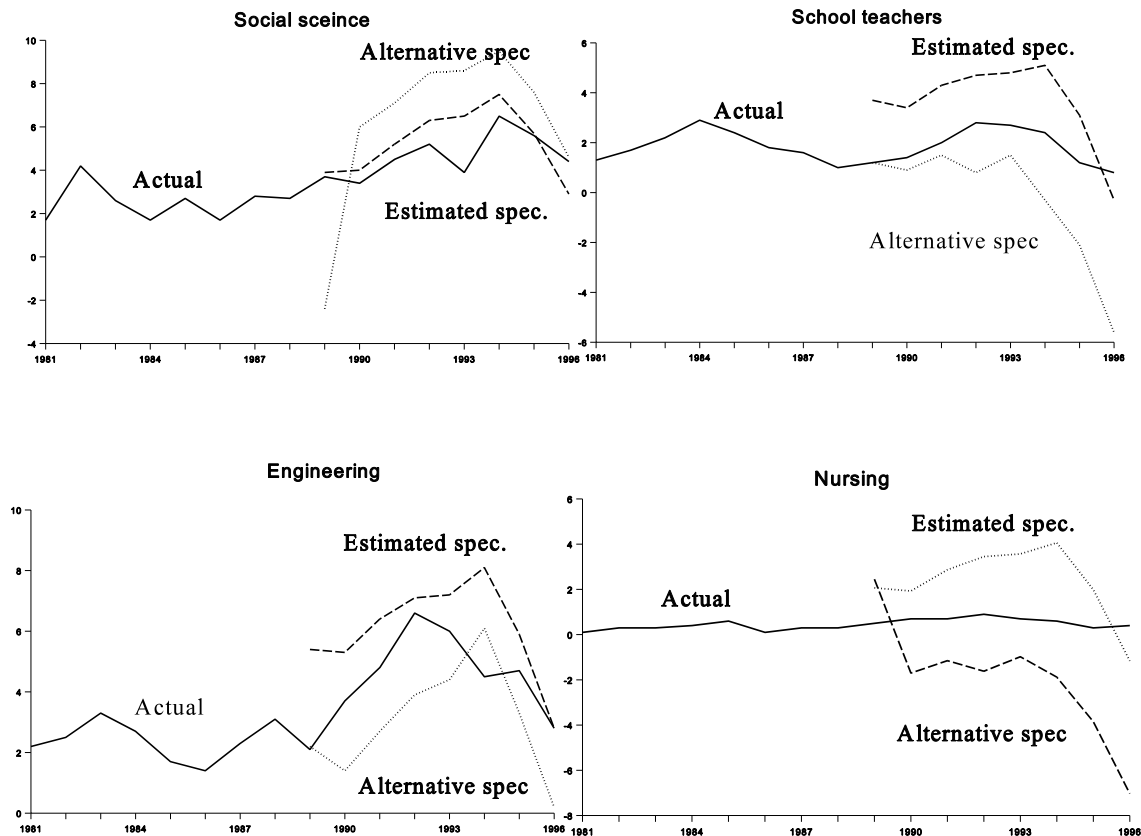 Social sceince
10
Alternative spec
8
6
4
Actual
Estimated spec.
2
0
-2
-4
1981 1984 1987 1990 1993 1996
School teachers
6
Estimated spec.
4
Actual
2
0
Alternative spec
-2
-4
-6
1981 1984 1987 1990 1993 1996
Engineering
10
Estimated spec.
8
6
4
Actual
2
Alternative spec
0
1981 1984 1987 1990 1993 1996
Nursing
6
Estimated spec.
4
2
Actual
0
-2
-4
Alternative spec
-6
-8
1981 1984 1987 1990 1993 1996